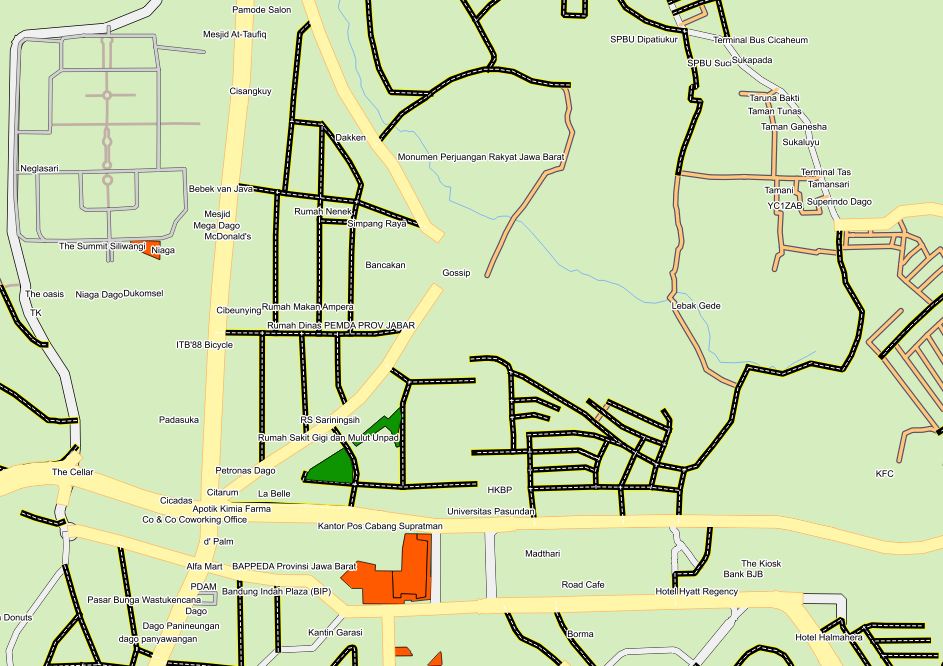 Pamode Salon
Mesjid At-Taufiq
SPBU Dipatiukur
Terminal Bus Cicaheum
SPBU Suci
Sukapada
Cisangkuy
Taruna Bakti
Taman Tunas
Taman Ganesha
Dakken
Sukaluyu
Monumen Perjuangan Rakyat Jawa Barat
Neglasari
Terminal Tas
Tamansari
Bebek van Java
Tamani
Superindo Dago
YC1ZAB
Mesjid
Rumah Nenek
Mega Dago
Simpang Raya
McDonald's
The Summit Siliwangi
Niaga
Bancakan
Gossip
The oasis
Niaga Dago
Dukomsel
Lebak Gede
TK
Cibeunying
Rumah Makan Ampera
Rumah Dinas PEMDA PROV JABAR
ITB'88 Bicycle
Padasuka
RS Sariningsih
Rumah Sakit Gigi dan Mulut Unpad
The Cellar
Petronas Dago
KFC
Citarum
La Belle
HKBP
Cicadas
Apotik Kimia Farma
Universitas Pasundan
Co & Co Coworking Office
Kantor Pos Cabang Supratman
d' Palm
Madthari
Alfa Mart
BAPPEDA Provinsi Jawa Barat
The Kiosk
Bank BJB
PDAM
Bandung Indah Plaza (BIP)
Road Cafe
Hotel Hyatt Regency
Pasar Bunga Wastukencana
Dago
Donuts
Dago Panineungan
Kantin Garasi
Borma
Hotel Halmahera
dago panyawangan